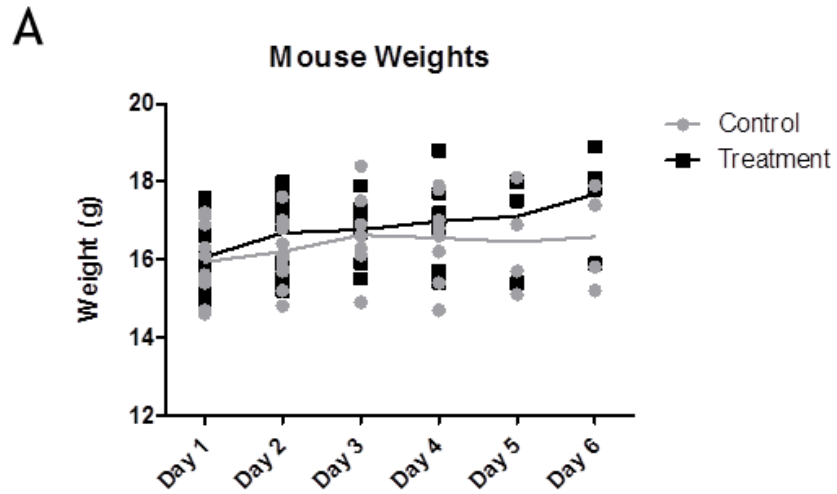 A
Mouse Weights
Control
Treatment
Weight (g)
20
18
16
14
12
Day 1
Day 2
Day 3
Day 4
Day 5
Day 6